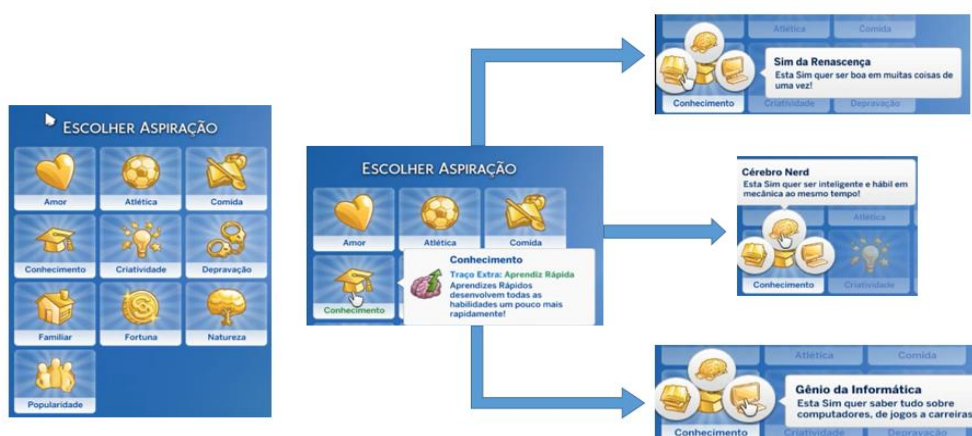 ESCOLHER ASPIRAÇÃO
Amor
Atlética
Comida
Conhecimento
Criatividade
Depravação
Familiar
Fortuna
Natureza
Popularidade
ESCOLHER ASPIRAÇÃO
Amor
Atlética
Comida
Conhecimento
Conhecimento
Traço Extra: Aprendiz Rápida
Aprendizes Rápidos
desenvolvem todas as
habilidades um pouco mais
rapidamente!
Atlética
Comida
Sim da Renascença
Esta Sim quer ser boa em muitas coisas de
uma vez!
Conhecimento
Criatividade
Depravação
Cérebro Nerd
Esta Sim quer ser inteligente e hábil em
mecânica ao mesmo tempo!
Atlética
Conhecimento
Criatividade
Atlética
Comida
Gênio da Informática
Esta Sim quer saber tudo sobre
computadores, de jogos a carreiras
Conhecimento
Criatividade
Depravação